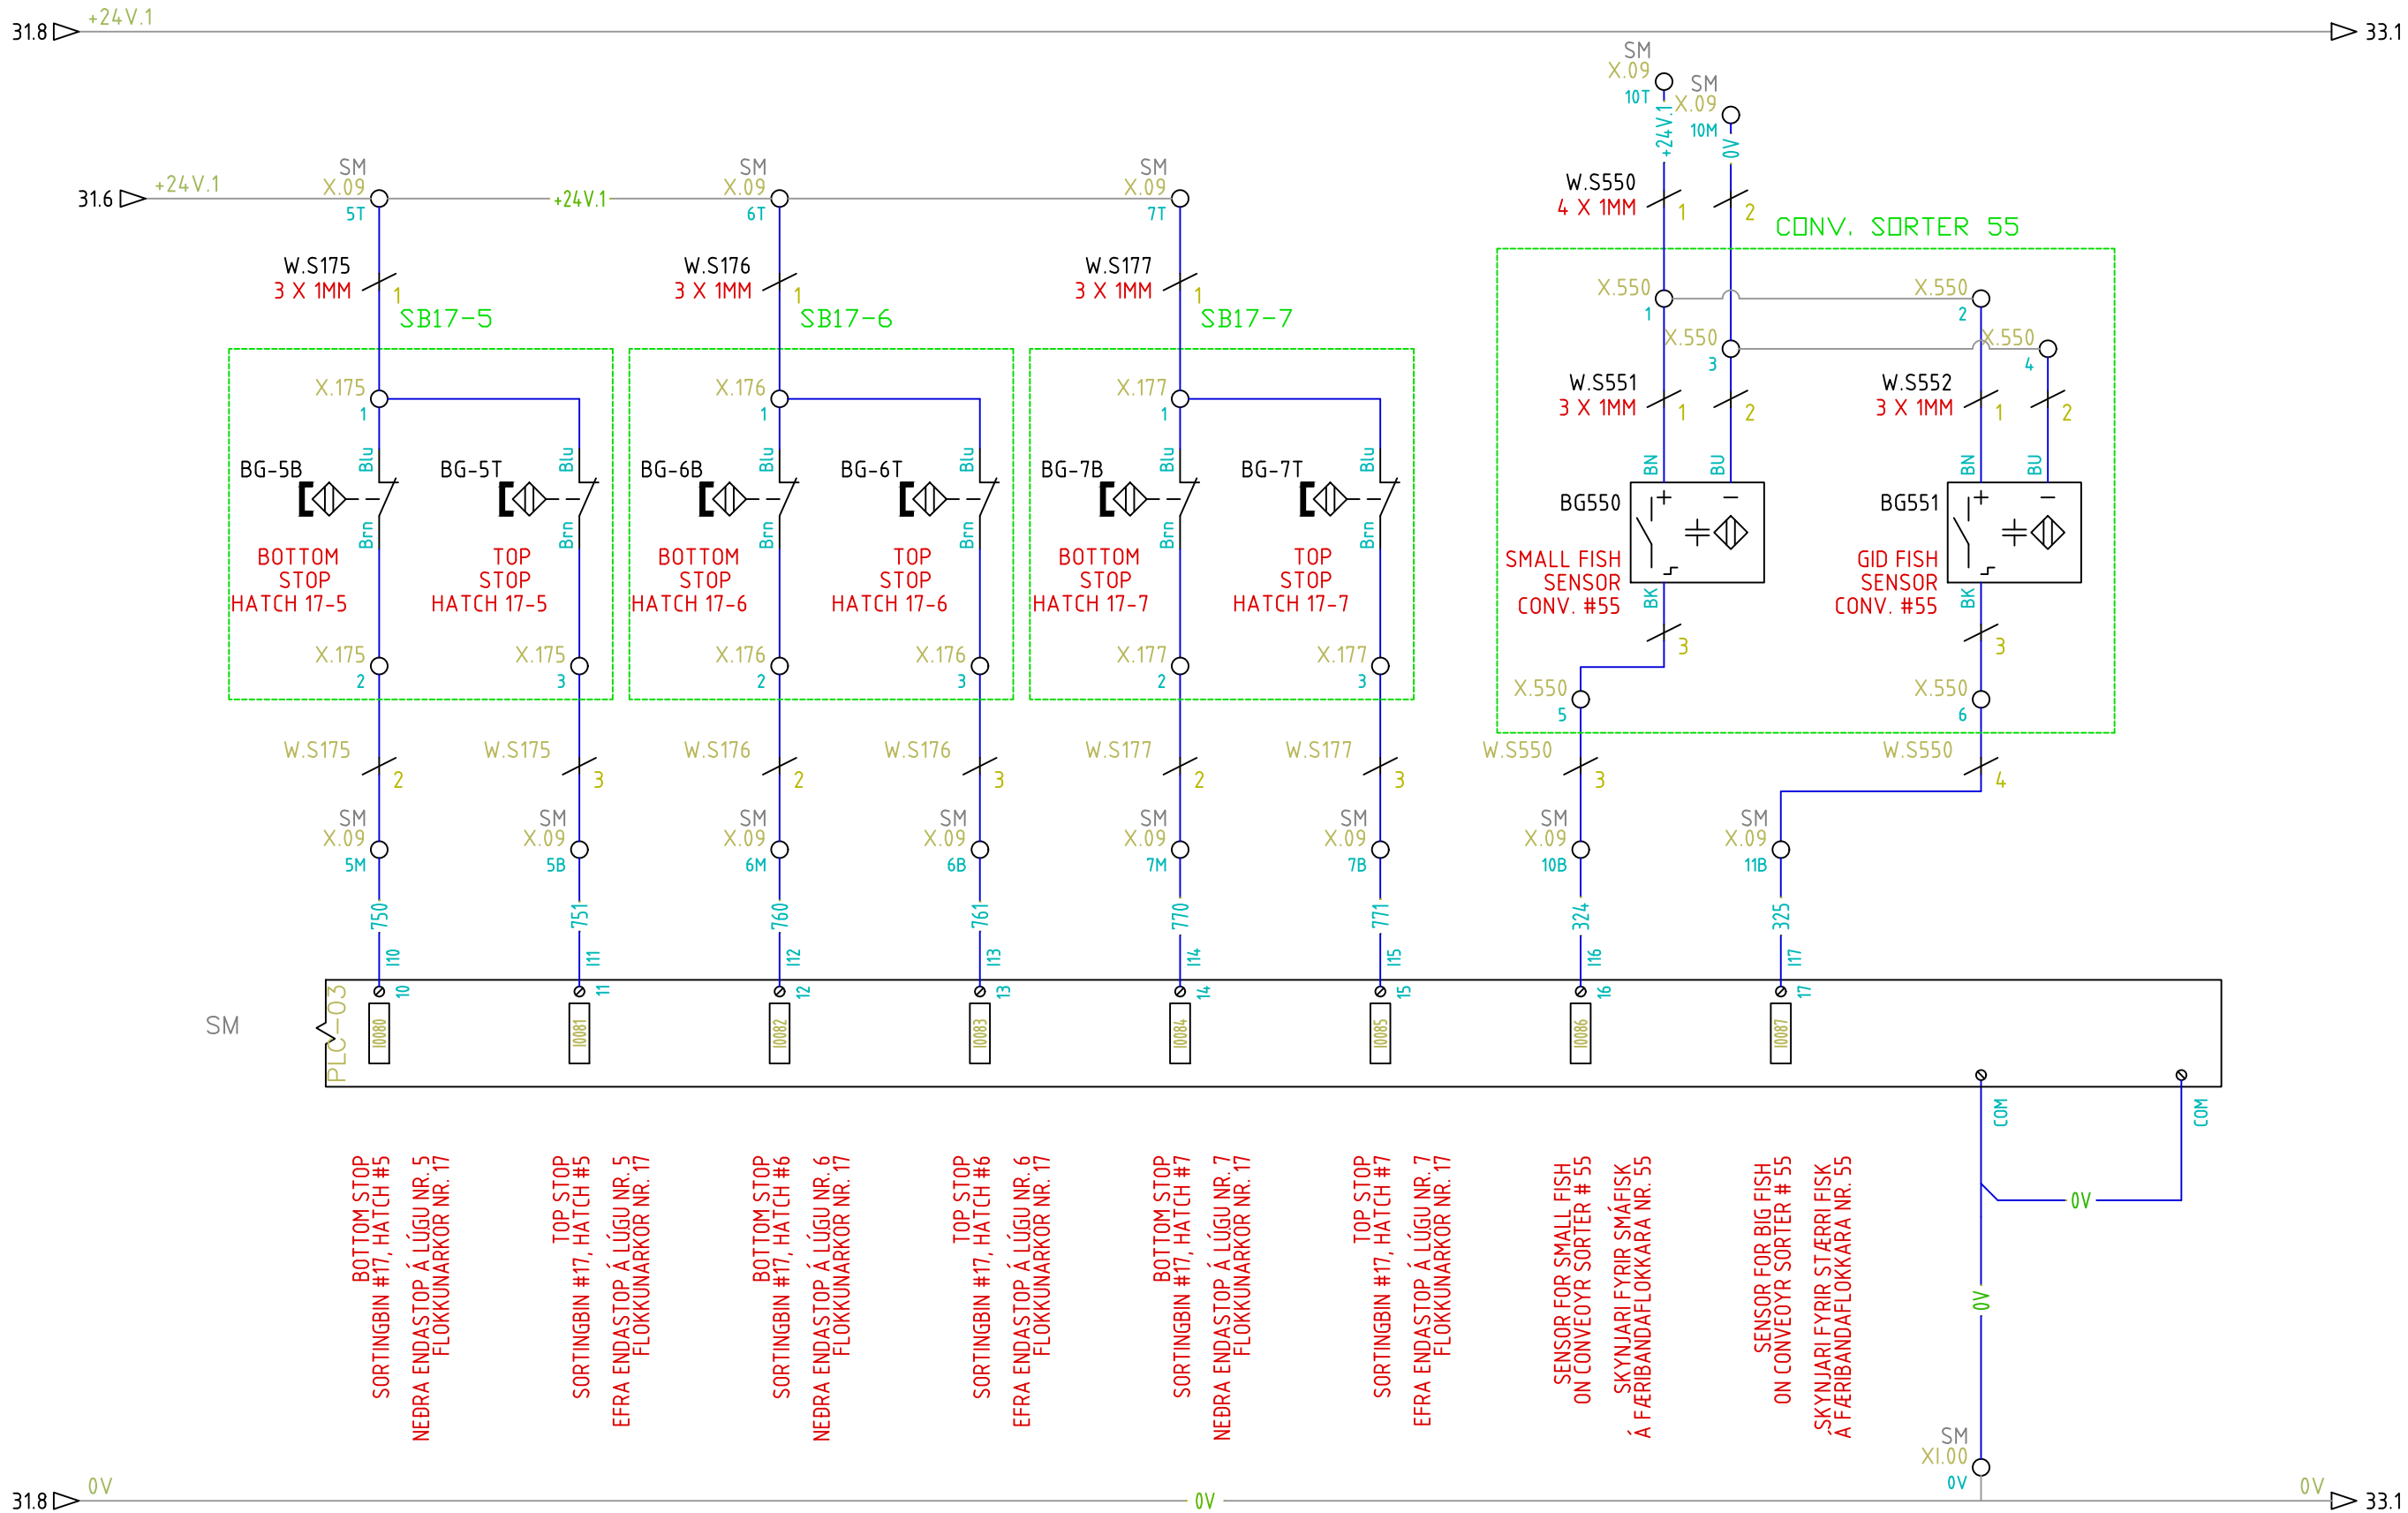 +24V.1
31.8
33.1
SM
X.09
10T
+24V.1
SM
X.09
10M
0V
31.6
+24V.1
SM
X.09
5T
+24V.1
SM
X.09
6T
SM
X.09
7T
W.S550
4 X 1MM
1
2
CONV. SORTER 55
W.S175
3 X 1MM
1
SB17-5
W.S176
3 X 1MM
1
SB17-6
W.S177
3 X 1MM
1
SB17-7
X.550
1
X.550
2
X.550
3
X.550
4
W.S551
3 X 1MM
1
2
W.S552
3 X 1MM
1
2
X.175
1
X.176
1
X.177
1
BG-5B
Blu
Brn
BOTTOM
STOP
HATCH 17-5
BG-5T
Blu
Brn
TOP
STOP
HATCH 17-5
BG-6B
Blu
Brn
BOTTOM
STOP
HATCH 17-6
BG-6T
Blu
Brn
TOP
STOP
HATCH 17-6
BG-7B
Blu
Brn
BOTTOM
STOP
HATCH 17-7
BG-7T
Blu
Brn
TOP
STOP
HATCH 17-7
BN
BU
BG550
+
−
SMALL FISH
SENSOR
CONV. #55
BK
3
BN
BU
BG551
+
−
GID FISH
SENSOR
CONV. #55
BK
3
X.175
2
X.175
3
X.176
2
X.176
3
X.177
2
X.177
3
X.550
5
X.550
6
W.S175
2
W.S175
3
W.S176
2
W.S176
3
W.S177
2
W.S177
3
W.S550
3
W.S550
4
SM
X.09
5M
SM
X.09
5B
SM
X.09
6M
SM
X.09
6B
SM
X.09
7M
SM
X.09
7B
SM
X.09
10B
SM
X.09
11B
750
751
760
761
770
771
324
325
I10
I11
I12
I13
I14
I15
I16
I17
SM
PLC-03
10
11
12
13
14
15
16
17
I0080
I0081
I0082
I0083
I0084
I0085
I0086
I0087
COM
COM
BOTTOM STOP
SORTINGBIN #17, HATCH #5
NEÐRA ENDASTOP Á LÚGU NR. 5
FLOKKUNARKOR NR. 17
TOP STOP
SORTINGBIN #17, HATCH #5
EFRA ENDASTOP Á LÚGU NR. 5
FLOKKUNARKOR NR. 17
BOTTOM STOP
SORTINGBIN #17, HATCH #6
NEÐRA ENDASTOP Á LÚGU NR. 6
FLOKKUNARKOR NR. 17
TOP STOP
SORTINGBIN #17, HATCH #6
EFRA ENDASTOP Á LÚGU NR. 6
FLOKKUNARKOR NR. 17
BOTTOM STOP
SORTINGBIN #17, HATCH #7
NEÐRA ENDASTOP Á LÚGU NR. 7
FLOKKUNARKOR NR. 17
TOP STOP
SORTINGBIN #17, HATCH #7
EFRA ENDASTOP Á LÚGU NR. 7
FLOKKUNARKOR NR. 17
SENSOR FOR SMALL FISH
ON CONVEOYR SORTER # 55
SKYNJARI FYRIR SMÁFISK
Á FÆRIBANDAFLOKKARA NR. 55
SENSOR FOR BIG FISH
ON CONVEOYR SORTER # 55
SKYNJARI FYRIR STÆRRI FISK
Á FÆRIBANDAFLOKKARA NR. 55
0V
0V
SM
X1.00
0V
31.8
0V
0V
0V
33.1